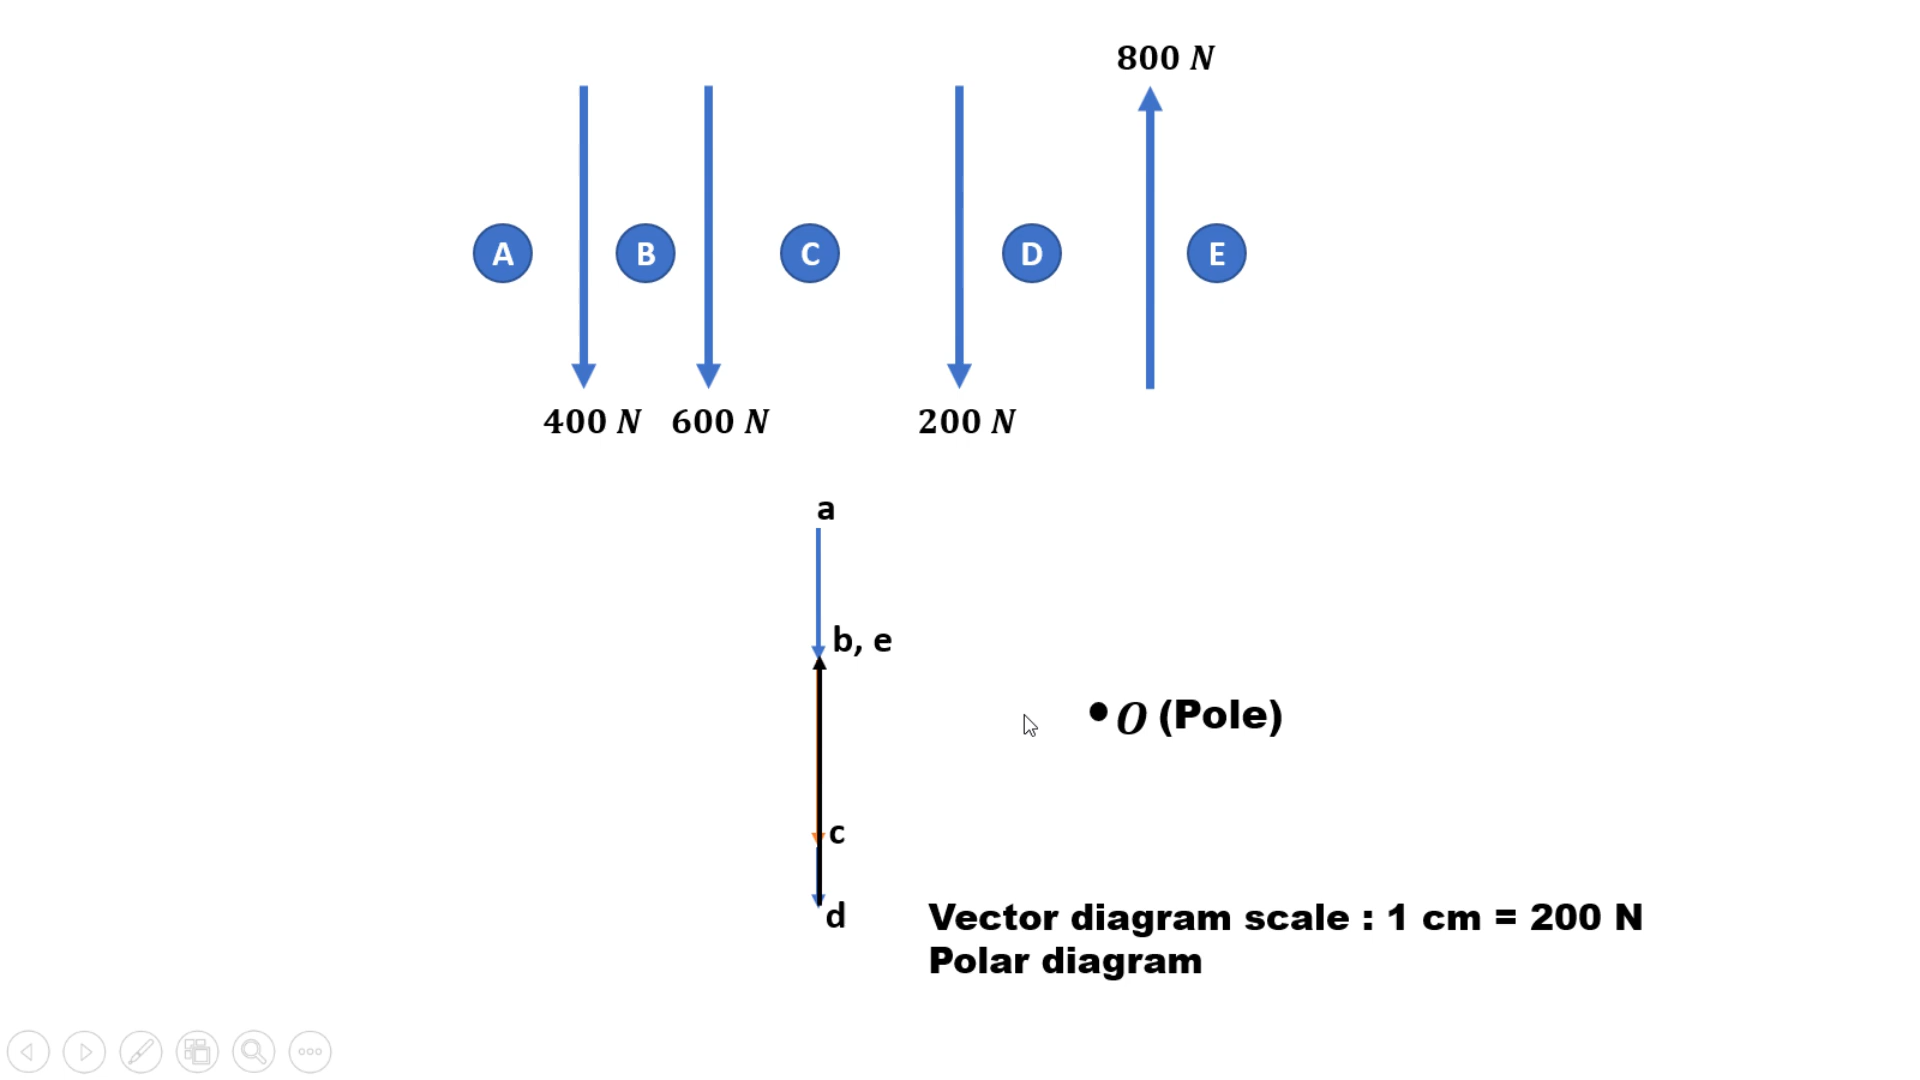 800 N
A
B
C
D
E
400 N
600 N
200 N
a
b, e
O (Pole)
c
d
Vector diagram scale : 1 cm = 200 N
Polar diagram